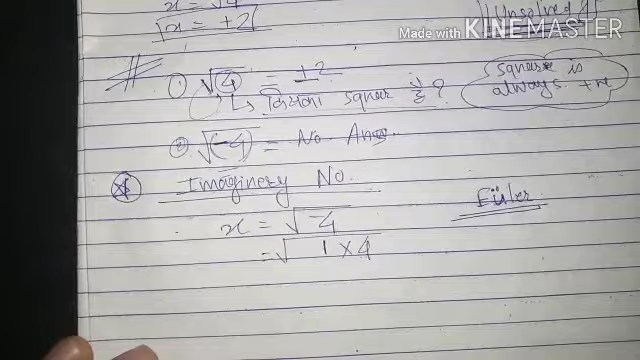 x = √4
x = ±2
Unsolved
Made with KINEMASTER
① √4 = ±2
↳ किसका square है ?
square is
always +ve
② √(-4) = No Ans.
Imaginery No.
Euler
x = √-4
= √ 1 × 4